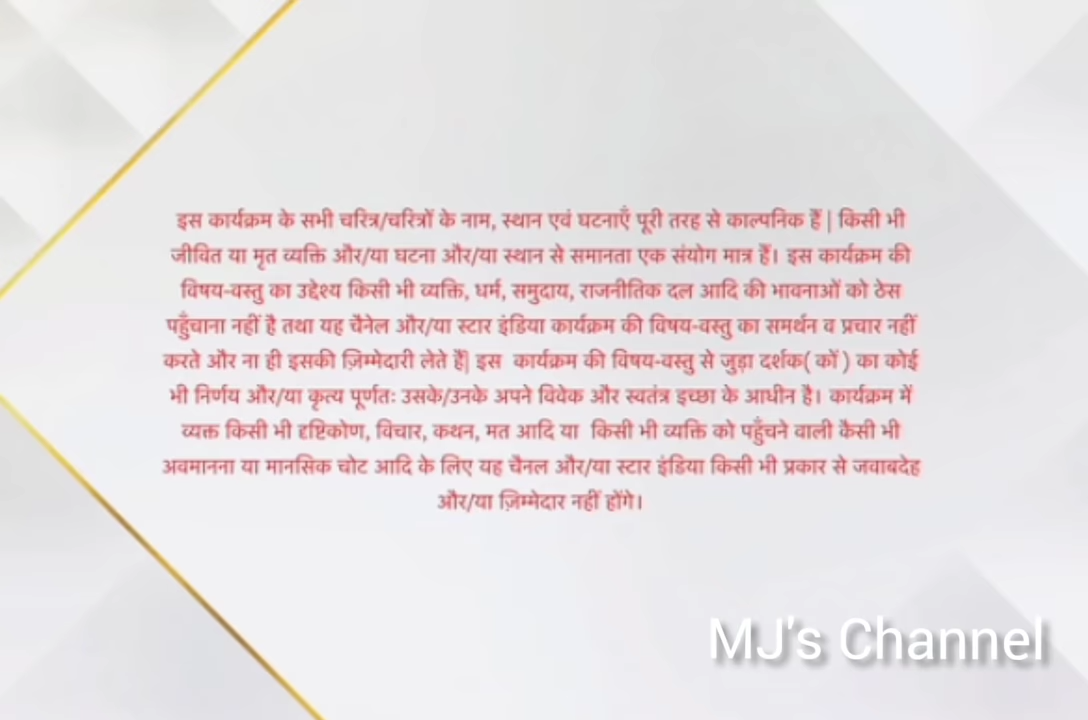 इस कार्यक्रम के सभी चरित्र/चरित्रों के नाम, स्थान एवं घटनाएँ पूरी तरह से काल्पनिक हैं | किसी भी
जीवित या मृत व्यक्ति और/या घटना और/या स्थान से समानता एक संयोग मात्र हैं। इस कार्यक्रम की
विषय-वस्तु का उद्देश्य किसी भी व्यक्ति, धर्म, समुदाय, राजनीतिक दल आदि की भावनाओं को ठेस
पहुँचाना नहीं है तथा यह चैनेल और/या स्टार इंडिया कार्यक्रम की विषय-वस्तु का समर्थन व प्रचार नहीं
करते और ना ही इसकी ज़िम्मेदारी लेते हैं| इस कार्यक्रम की विषय-वस्तु से जुड़ा दर्शक( कों ) का कोई
भी निर्णय और/या कृत्य पूर्णतः उसके/उनके अपने विवेक और स्वतंत्र इच्छा के आधीन है। कार्यक्रम में
व्यक्त किसी भी दृष्टिकोण, विचार, कथन, मत आदि या किसी भी व्यक्ति को पहुँचने वाली कैसी भी
अवमानना या मानसिक चोट आदि के लिए यह चैनल और/या स्टार इंडिया किसी भी प्रकार से जवाबदेह
और/या ज़िम्मेदार नहीं होंगे।
MJ's Channel